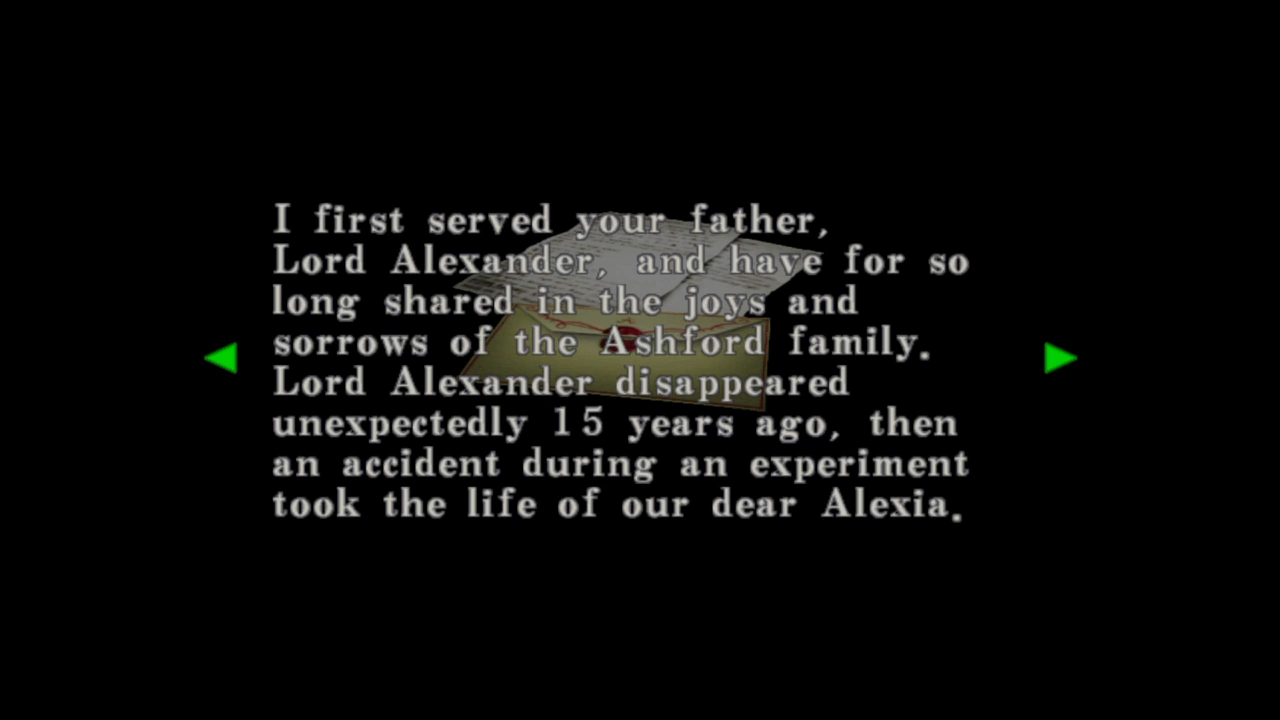 I first served your father,
Lord Alexander, and have for so
long shared in the joys and
sorrows of the Ashford family.
Lord Alexander disappeared
unexpectedly 15 years ago, then
an accident during an experiment
took the life of our dear Alexia.